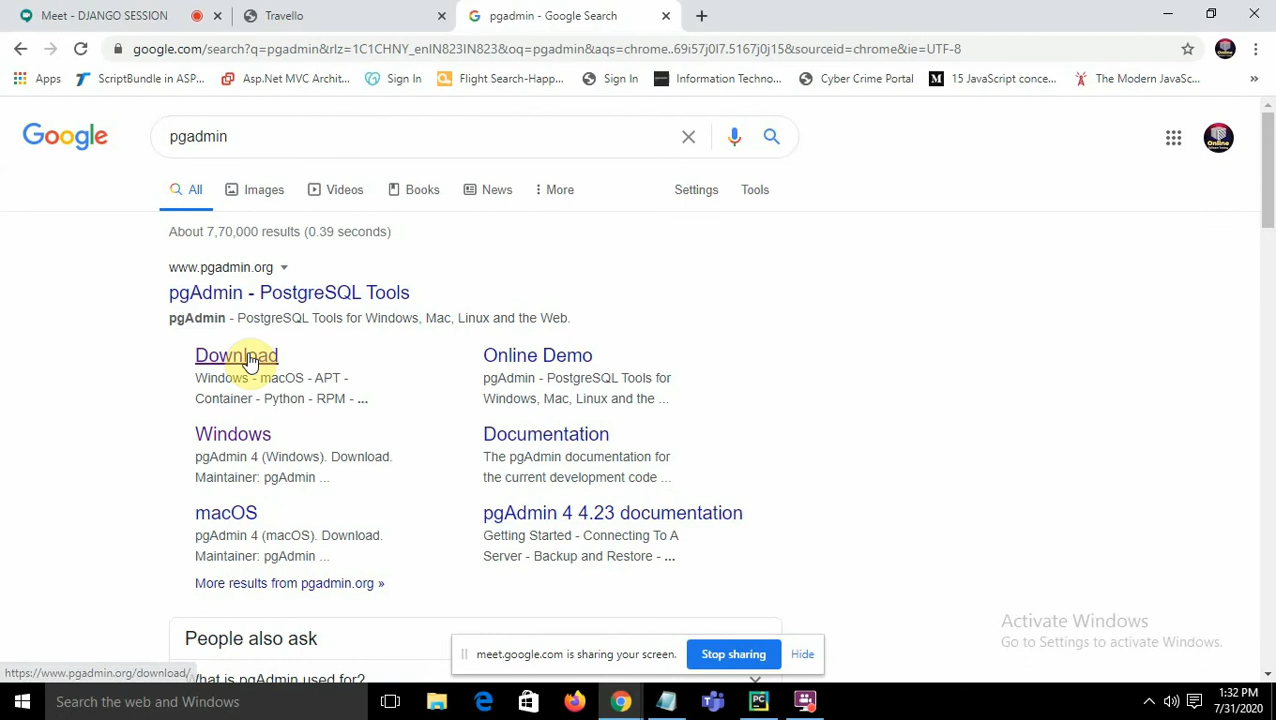 Meet - DJANGO SESSION
Travello
pgadmin - Google Search
google.com/search?q=pgadmin&rlz=1C1CHNY_enIN823IN823&oq=pgadmin&aqs=chrome..69i57j0l7.5167j0j15&sourceid=chrome&ie=UTF-8
Apps
ScriptBundle in ASP...
Asp.Net MVC Archit...
Sign In
Flight Search-Happ...
Sign In
Information Techno...
Cyber Crime Portal
15 JavaScript conce...
The Modern JavaSc...
»
Google
pgadmin
All
Images
Videos
Books
News
More
Settings
Tools
About 7,70,000 results (0.39 seconds)
www.pgadmin.org
pgAdmin - PostgreSQL Tools
pgAdmin - PostgreSQL Tools for Windows, Mac, Linux and the Web.
Download
Windows - macOS - APT -
Container - Python - RPM - ...
Online Demo
pgAdmin - PostgreSQL Tools for
Windows, Mac, Linux and the ...
Windows
pgAdmin 4 (Windows). Download.
Maintainer: pgAdmin ...
Documentation
The pgAdmin documentation for
the current development code ...
macOS
pgAdmin 4 (macOS). Download.
Maintainer: pgAdmin ...
pgAdmin 4 4.23 documentation
Getting Started - Connecting To A
Server - Backup and Restore - ...
More results from pgadmin.org »
People also ask
What is pgAdmin used for?
Activate Windows
Go to Settings to activate Windows.
meet.google.com is sharing your screen.
Stop sharing
Hide
https://www.pgadmin.org/download/
Search the web and Windows
1:32 PM
7/31/2020